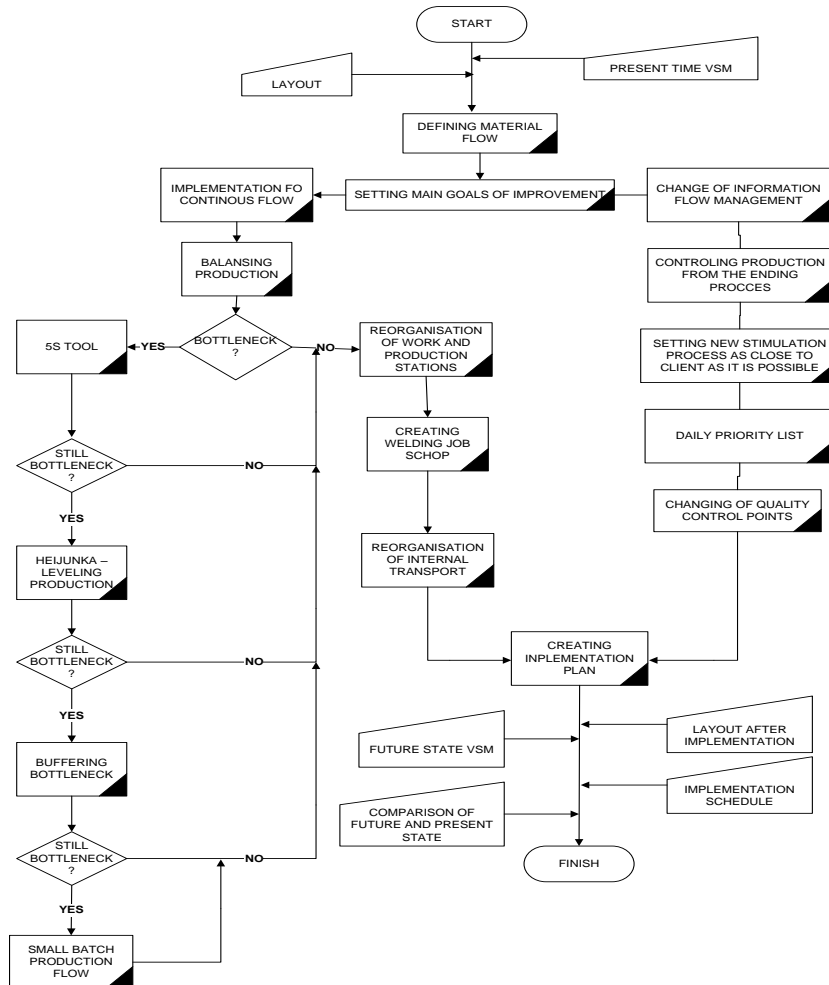 START
PRESENT TIME VSM
LAYOUT
DEFINING MATERIAL
FLOW
IMPLEMENTATION FO
CONTINOUS FLOW
SETTING MAIN GOALS OF IMPROVEMENT
CHANGE OF INFORMATION
FLOW MANAGEMENT
BALANSING
PRODUCTION
CONTROLING PRODUCTION
FROM THE ENDING
PROCCES
5S TOOL
YES
BOTTLENECK
?
NO
REORGANISATION
OF WORK AND
PRODUCTION
STATIONS
SETTING NEW STIMULATION
PROCESS AS CLOSE TO
CLIENT AS IT IS POSSIBLE
STILL
BOTTLENECK
?
NO
CREATING
WELDING JOB
SCHOP
DAILY PRIORITY LIST
YES
CHANGING OF QUALITY
CONTROL POINTS
HEIJUNKA –
LEVELING
PRODUCTION
REORGANISATION
OF INTERNAL
TRANSPORT
STILL
BOTTLENECK
?
NO
CREATING
INPLEMENTATION
PLAN
YES
BUFFERING
BOTTLENECK
FUTURE STATE VSM
LAYOUT AFTER
IMPLEMENTATION
COMPARISON OF
FUTURE AND PRESENT
STATE
IMPLEMENTATION
SCHEDULE
STILL
BOTTLENECK
?
NO
FINISH
YES
SMALL BATCH
PRODUCTION
FLOW